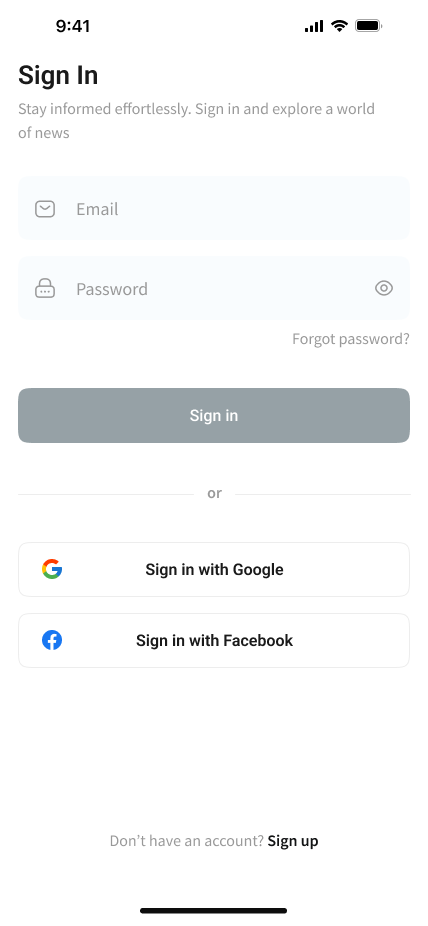 9:41
Sign In
Stay informed effortlessly. Sign in and explore a world
of news
Email
Password
Forgot password?
Sign in
or
Sign in with Google
Sign in with Facebook
Don’t have an account? Sign up